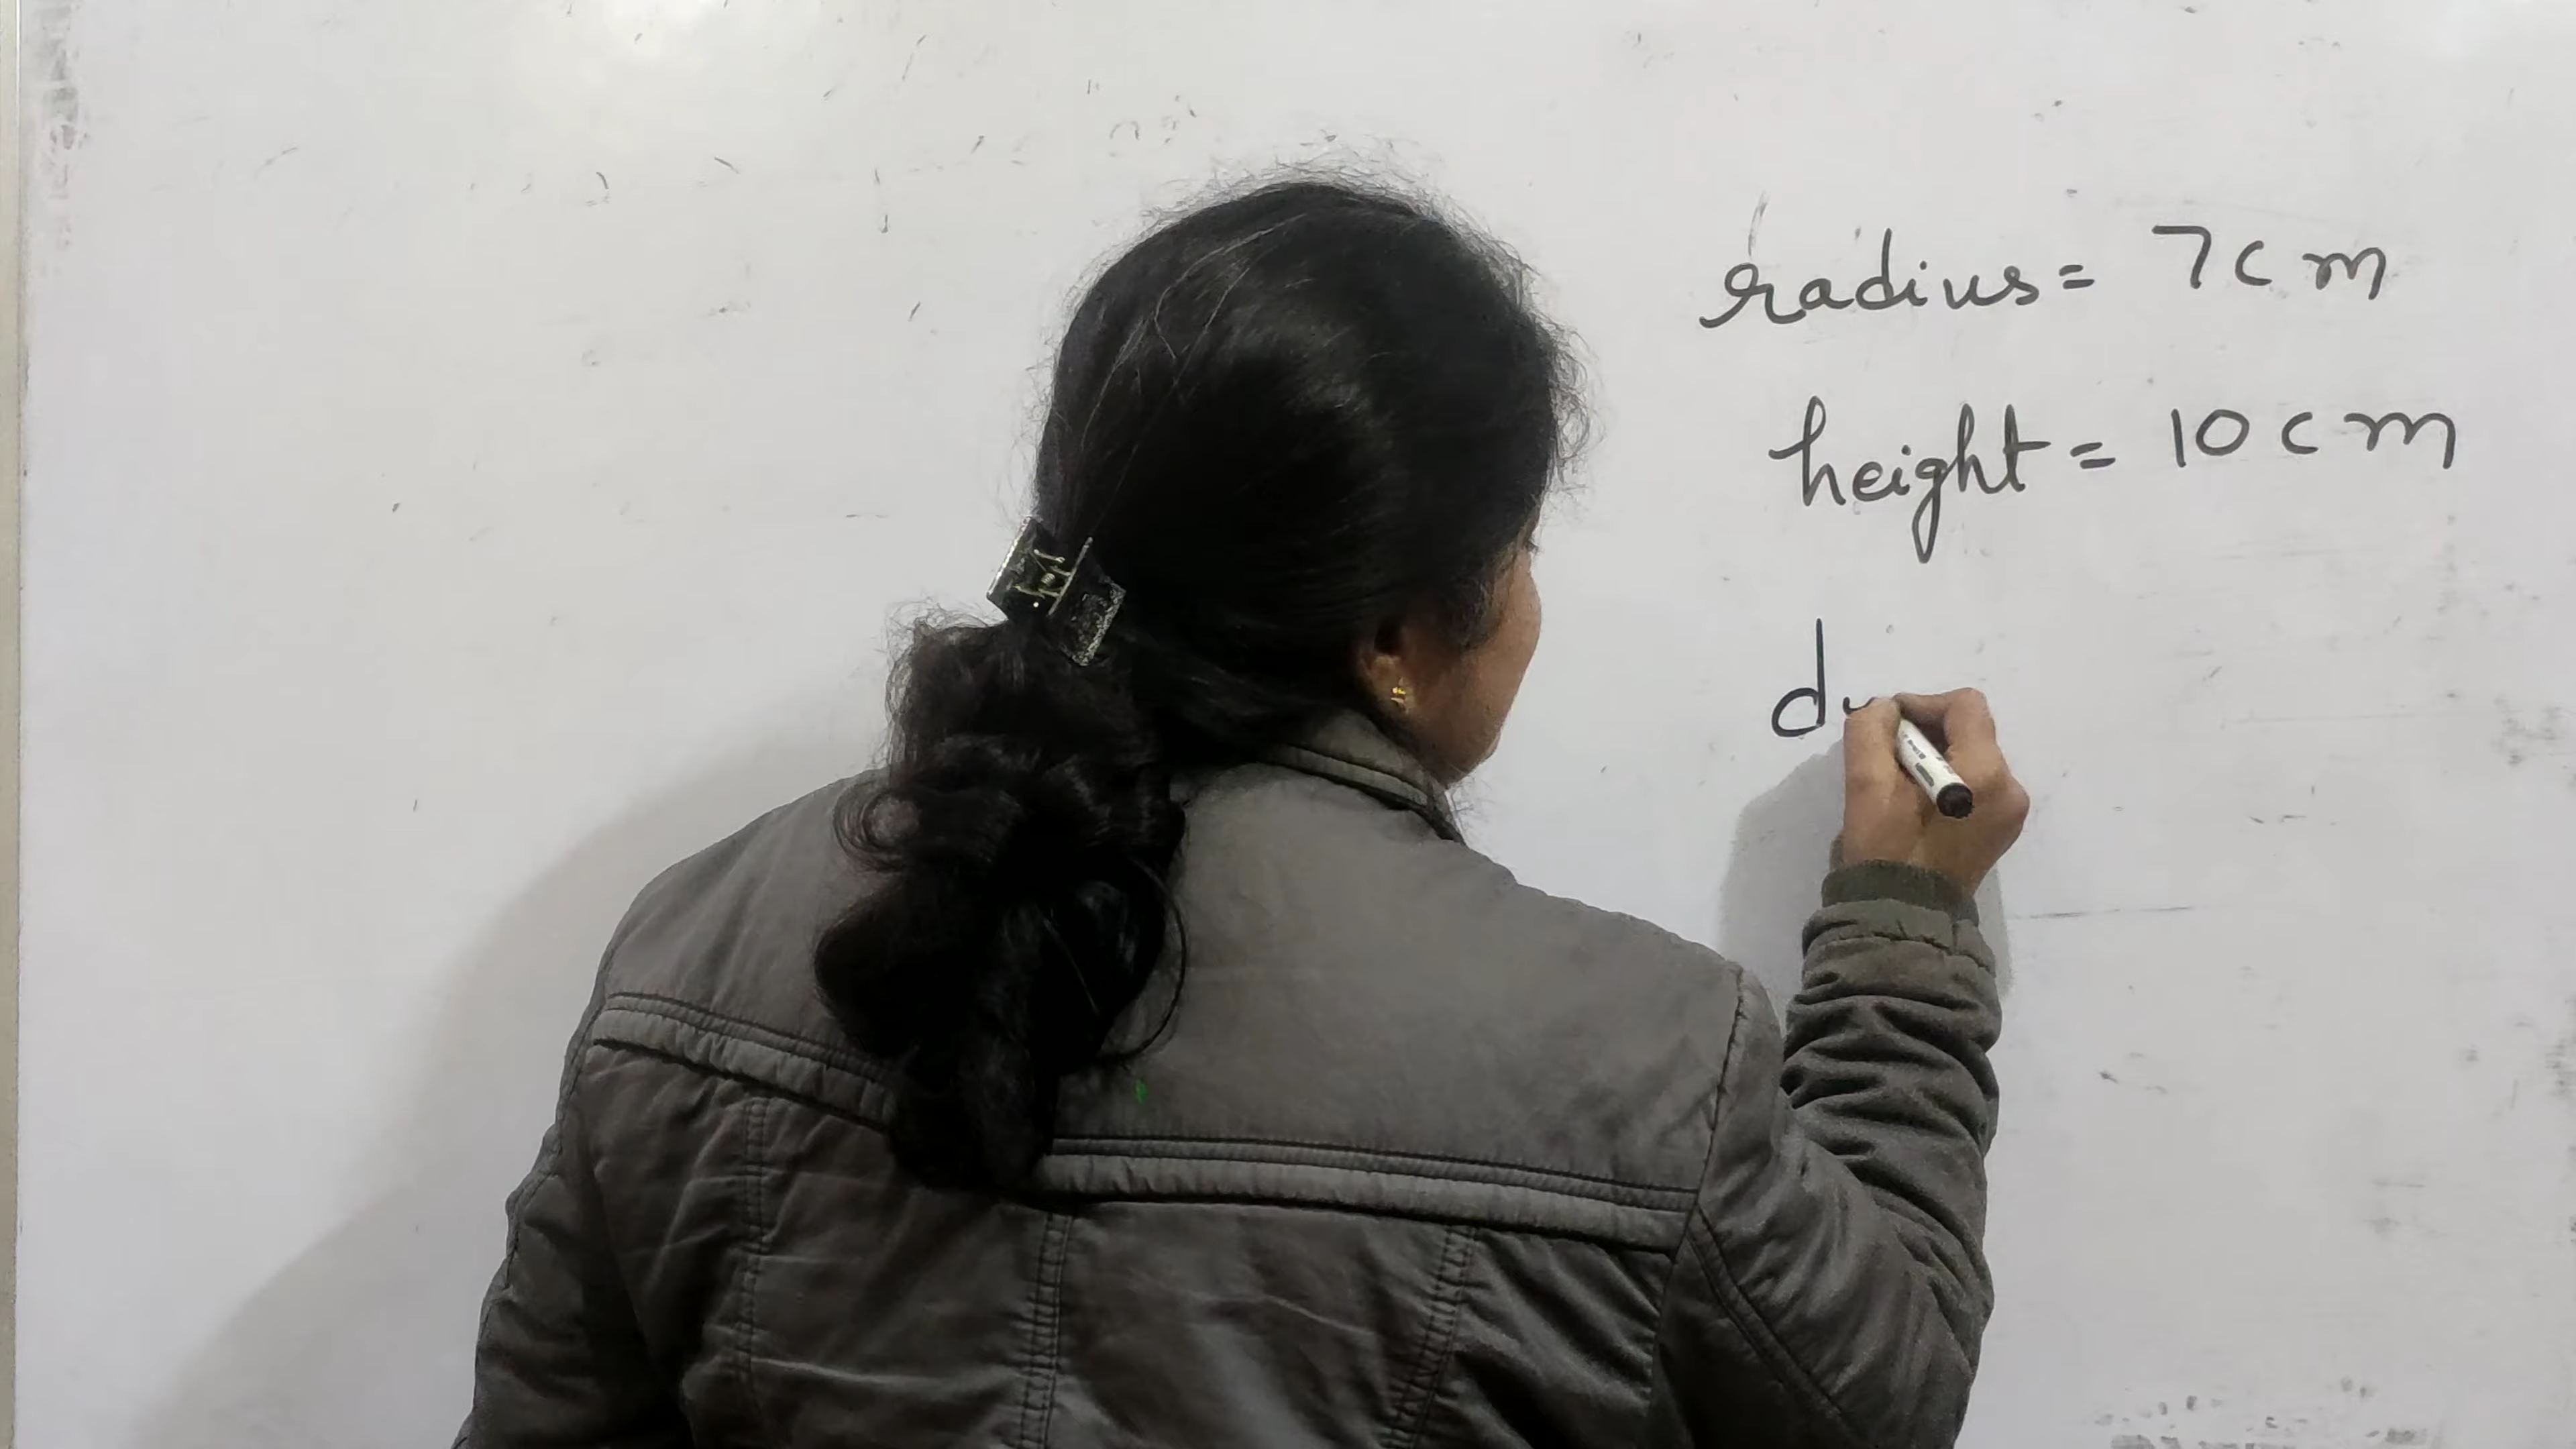 radius = 7cm
height = 10cm
d